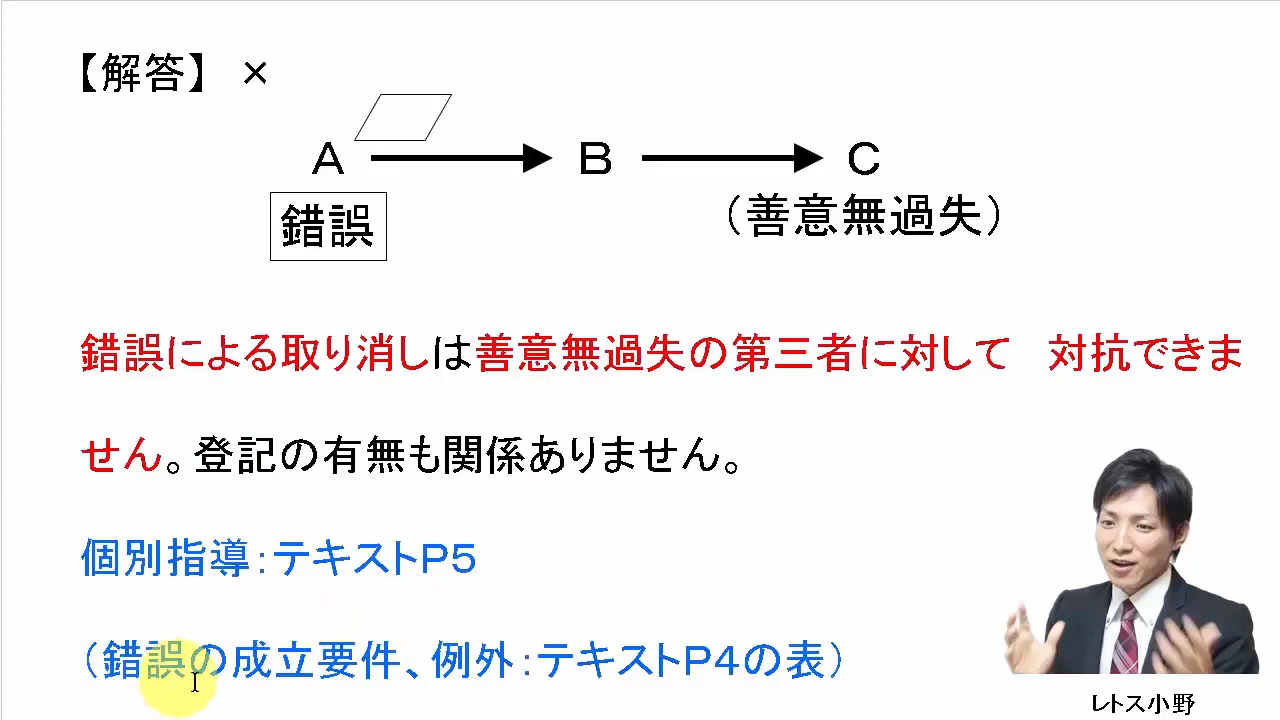 【解答】 ×
A B C
錯誤 (善意無過失)
錯誤による取り消しは善意無過失の第三者に対して 対抗できま
せん。登記の有無も関係ありません。
個別指導:テキストP5
(錯誤の成立要件、例外:テキストP4の表)
レトス小野